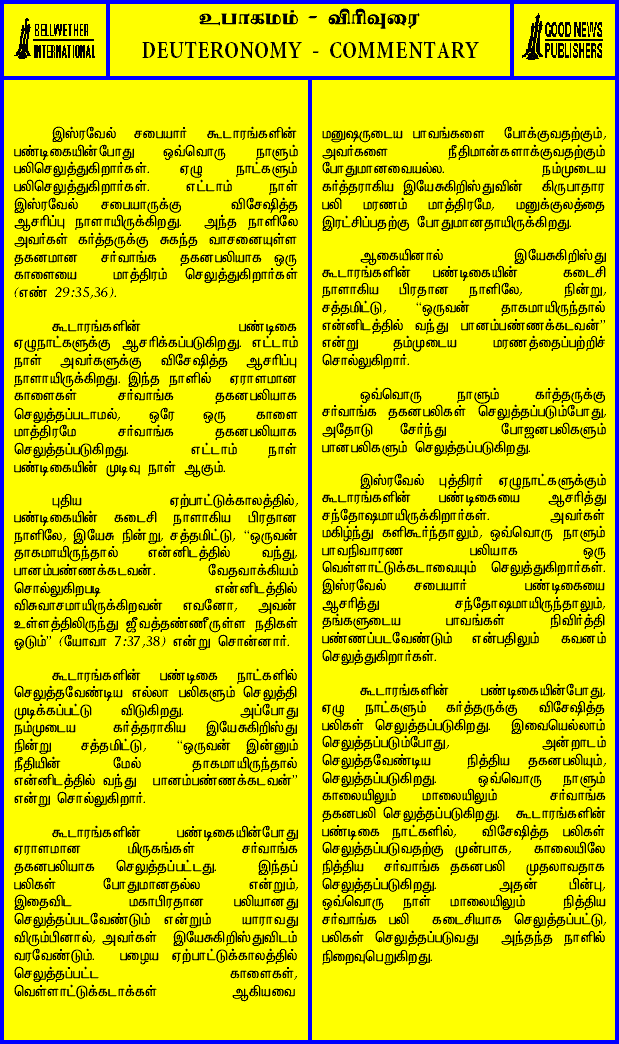 BELLWETHER
INTERNATIONAL
உபாகமம் - விரிவுரை
DEUTERONOMY - COMMENTARY
GOOD NEWS
PUBLISHERS
இஸ்ரவேல் சபையார் கூடாரங்களின்
பண்டிகையின்போது ஒவ்வொரு நாளும்
பலிசெலுத்துகிறார்கள். ஏழு நாட்களும்
பலிசெலுத்துகிறார்கள். எட்டாம் நாள்
இஸ்ரவேல் சபையாருக்கு விசேஷித்த
ஆசரிப்பு நாளாயிருக்கிறது. அந்த நாளிலே
அவர்கள் கர்த்தருக்கு சுகந்த வாசனையுள்ள
தகனமான சர்வாங்க தகனபலியாக ஒரு
காளையை மாத்திரம் செலுத்துகிறார்கள்
(எண் 29:35,36).
கூடாரங்களின் பண்டிகை
ஏழுநாட்களுக்கு ஆசரிக்கப்படுகிறது. எட்டாம்
நாள் அவர்களுக்கு விசேஷித்த ஆசரிப்பு
நாளாயிருக்கிறது. இந்த நாளில் ஏராளமான
காளைகள் சர்வாங்க தகனபலியாக
செலுத்தப்படாமல், ஒரே ஒரு காளை
மாத்திரமே சர்வாங்க தகனபலியாக
செலுத்தப்படுகிறது. எட்டாம் நாள்
பண்டிகையின் முடிவு நாள் ஆகும்.
புதிய ஏற்பாட்டுக்காலத்தில்,
பண்டிகையின் கடைசி நாளாகிய பிரதான
நாளிலே, இயேசு நின்று, சத்தமிட்டு, "ஒருவன்
தாகமாயிருந்தால் என்னிடத்தில் வந்து,
பானம்பண்ணக்கடவன். வேதவாக்கியம்
சொல்லுகிறபடி என்னிடத்தில்
விசுவாசமாயிருக்கிறவன் எவனோ, அவன்
உள்ளத்திலிருந்து ஜீவத்தண்ணீருள்ள நதிகள்
ஓடும்" (யோவா 7:37,38) என்று சொன்னார்.
கூடாரங்களின் பண்டிகை நாட்களில்
செலுத்தவேண்டிய எல்லா பலிகளும் செலுத்தி
முடிக்கப்பட்டு விடுகிறது. அப்போது
நம்முடைய கர்த்தராகிய இயேசுகிறிஸ்து
நின்று சத்தமிட்டு, "ஒருவன் இன்னும்
நீதியின் மேல் தாகமாயிருந்தால்
என்னிடத்தில் வந்து பானம்பண்ணக்கடவன்"
என்று சொல்லுகிறார்.
கூடாரங்களின் பண்டிகையின்போது
ஏராளமான மிருகங்கள் சர்வாங்க
தகனபலியாக செலுத்தப்பட்டது. இந்தப்
பலிகள் போதுமானதல்ல என்றும்,
இதைவிட மகாபிரதான பலியானது
செலுத்தப்படவேண்டும் என்றும் யாராவது
விரும்பினால், அவர்கள் இயேசுகிறிஸ்துவிடம்
வரவேண்டும். பழைய ஏற்பாட்டுக்காலத்தில்
செலுத்தப்பட்ட காளைகள்,
வெள்ளாட்டுக்கடாக்கள் ஆகியவை
மனுஷருடைய பாவங்களை போக்குவதற்கும்,
அவர்களை நீதிமான்களாக்குவதற்கும்
போதுமானவையல்ல. நம்முடைய
கர்த்தராகிய இயேசுகிறிஸ்துவின் கிருபாதார
பலி மரணம் மாத்திரமே, மனுக்குலத்தை
இரட்சிப்பதற்கு போதுமானதாயிருக்கிறது.
ஆகையினால் இயேசுகிறிஸ்து
கூடாரங்களின் பண்டிகையின் கடைசி
நாளாகிய பிரதான நாளிலே, நின்று,
சத்தமிட்டு, "ஒருவன் தாகமாயிருந்தால்
என்னிடத்தில் வந்து பானம்பண்ணக்கடவன்"
என்று தம்முடைய மரணத்தைப்பற்றிச்
சொல்லுகிறார்.
ஒவ்வொரு நாளும் கர்த்தருக்கு
சர்வாங்க தகனபலிகள் செலுத்தப்படும்போது,
அதோடு சேர்ந்து போஜனபலிகளும்
பானபலிகளும் செலுத்தப்படுகிறது.
இஸ்ரவேல் புத்திரர் ஏழுநாட்களுக்கும்
கூடாரங்களின் பண்டிகையை ஆசரித்து
சந்தோஷமாயிருக்கிறார்கள். அவர்கள்
மகிழ்ந்து களிகூர்ந்தாலும், ஒவ்வொரு நாளும்
பாவநிவாரண பலியாக ஒரு
வெள்ளாட்டுக்கடாவையும் செலுத்துகிறார்கள்.
இஸ்ரவேல் சபையார் பண்டிகையை
ஆசரித்து சந்தோஷமாயிருந்தாலும்,
தங்களுடைய பாவங்கள் நிவிர்த்தி
பண்ணப்படவேண்டும் என்பதிலும் கவனம்
செலுத்துகிறார்கள்.
கூடாரங்களின் பண்டிகையின்போது,
ஏழு நாட்களும் கர்த்தருக்கு விசேஷித்த
பலிகள் செலுத்தப்படுகிறது. இவையெல்லாம்
செலுத்தப்படும்போது, அன்றாடம்
செலுத்தவேண்டிய நித்திய தகனபலியும்,
செலுத்தப்படுகிறது. ஒவ்வொரு நாளும்
காலையிலும் மாலையிலும் சர்வாங்க
தகனபலி செலுத்தப்படுகிறது. கூடாரங்களின்
பண்டிகை நாட்களில், விசேஷித்த பலிகள்
செலுத்தப்படுவதற்கு முன்பாக, காலையிலே
நித்திய சர்வாங்க தகனபலி முதலாவதாக
செலுத்தப்படுகிறது. அதன் பின்பு,
ஒவ்வொரு நாள் மாலையிலும் நித்திய
சர்வாங்க பலி கடைசியாக செலுத்தப்பட்டு,
பலிகள் செலுத்தப்படுவது அந்தந்த நாளில்
நிறைவுபெறுகிறது.